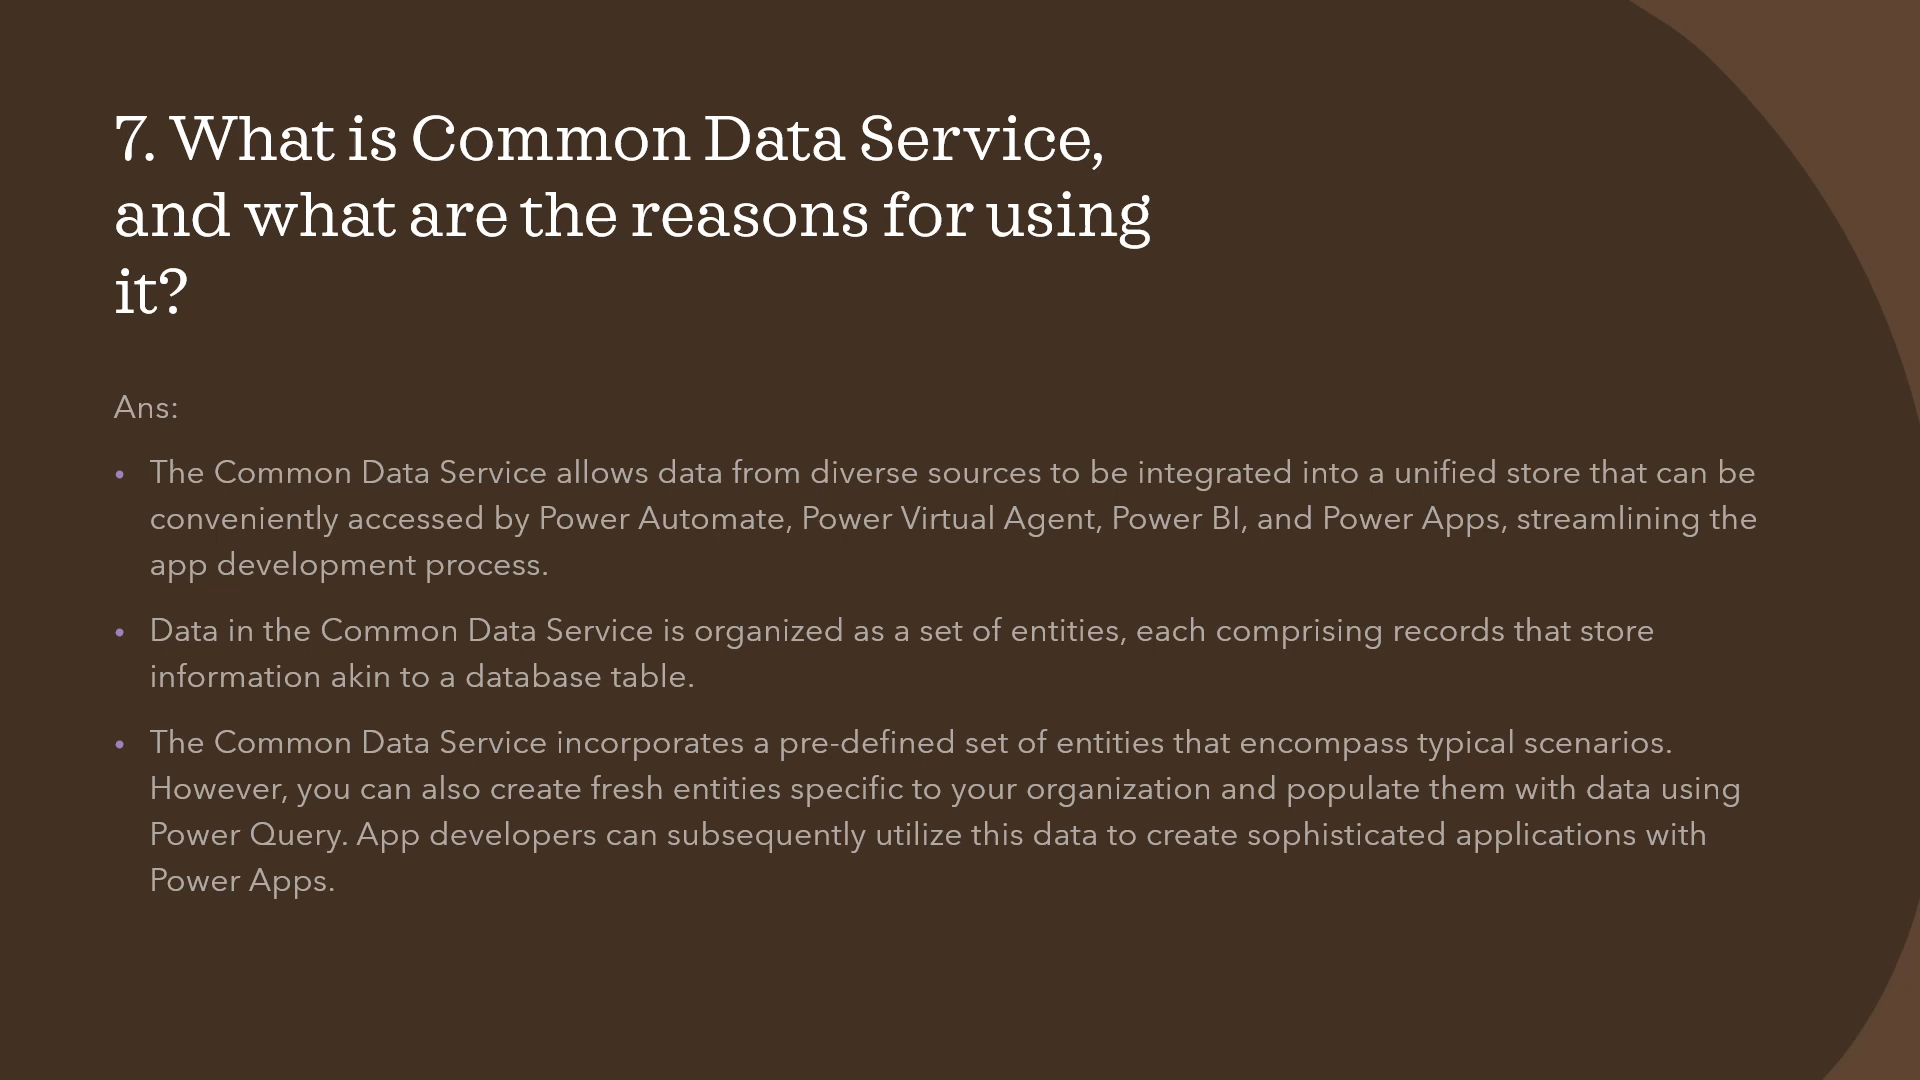 7. What is Common Data Service,
and what are the reasons for using
it?
Ans:
• The Common Data Service allows data from diverse sources to be integrated into a unified store that can be
conveniently accessed by Power Automate, Power Virtual Agent, Power BI, and Power Apps, streamlining the
app development process.
• Data in the Common Data Service is organized as a set of entities, each comprising records that store
information akin to a database table.
• The Common Data Service incorporates a pre-defined set of entities that encompass typical scenarios.
However, you can also create fresh entities specific to your organization and populate them with data using
Power Query. App developers can subsequently utilize this data to create sophisticated applications with
Power Apps.